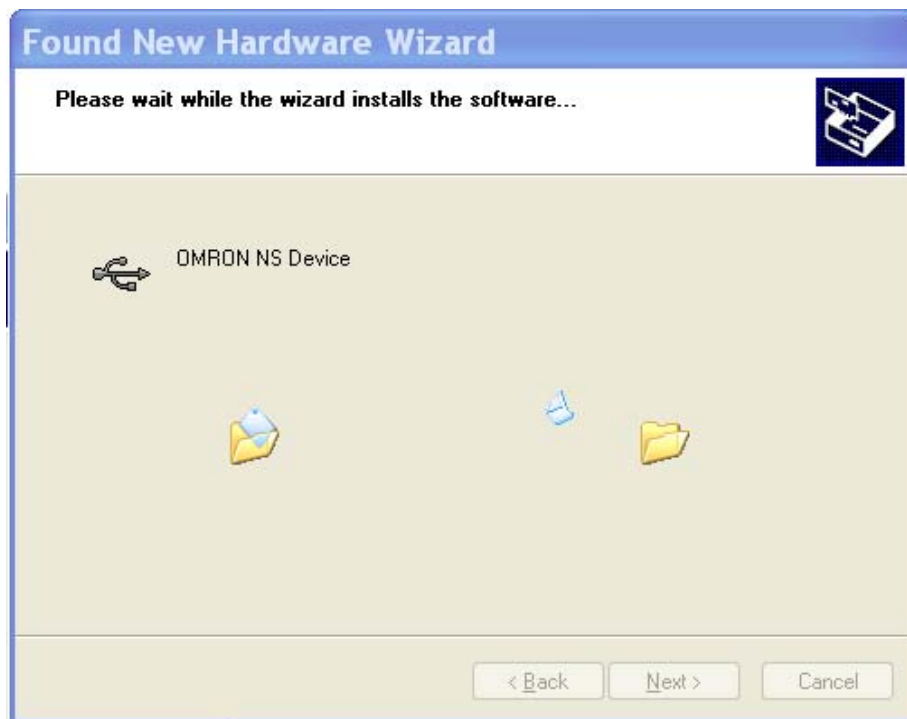 Found New Hardware Wizard
Please wait while the wizard installs the software...
OMRON NS Device
< Back
Next >
Cancel